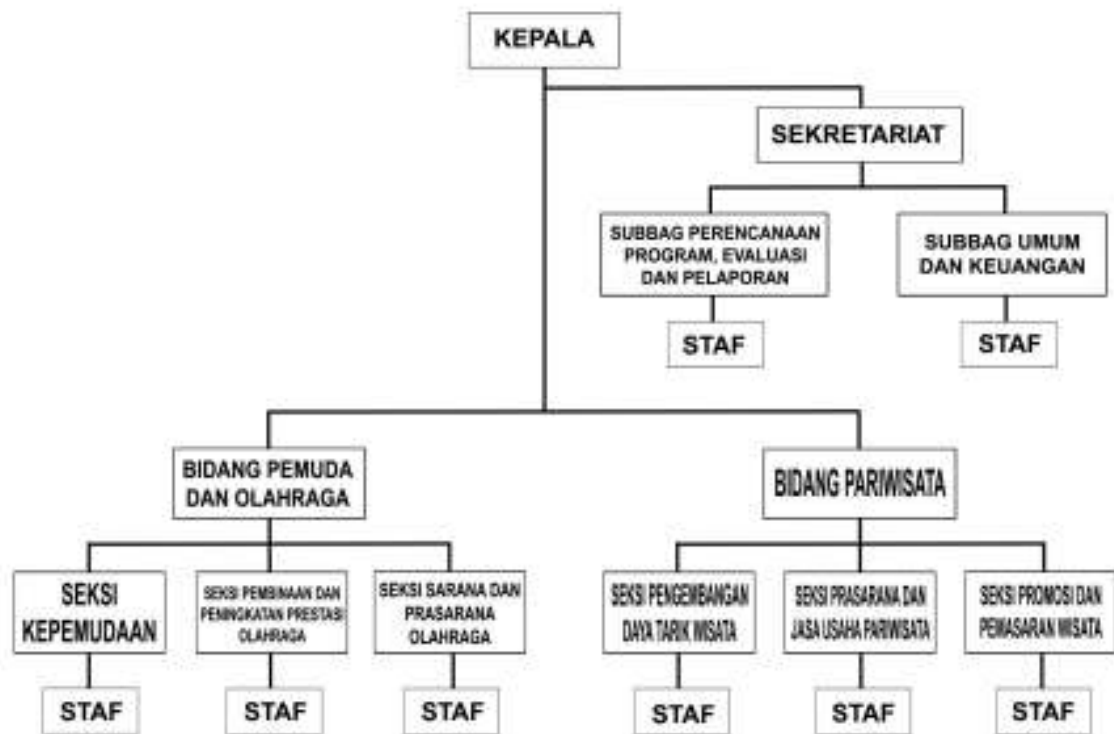 KEPALA
SEKRETARIAT
SUBBAG PERENCANAAN
PROGRAM, EVALUASI
DAN PELAPORAN
SUBBAG UMUM
DAN KEUANGAN
STAF
STAF
BIDANG PEMUDA
DAN OLAHRAGA
BIDANG PARIWISATA
SEKSI
KEPEMUDAAN
SEKSI PEMBINAAN DAN
PENINGKATAN PRESTASI
OLAHRAGA
SEKSI SARANA DAN
PRASARANA
OLAHRAGA
SEKSI PENGEMBANGAN
DAYA TARIK WISATA
SEKSI PRASARANA DAN
JASA USAHA PARIWISATA
SEKSI PROMOSI DAN
PEMASARAN WISATA
STAF
STAF
STAF
STAF
STAF
STAF